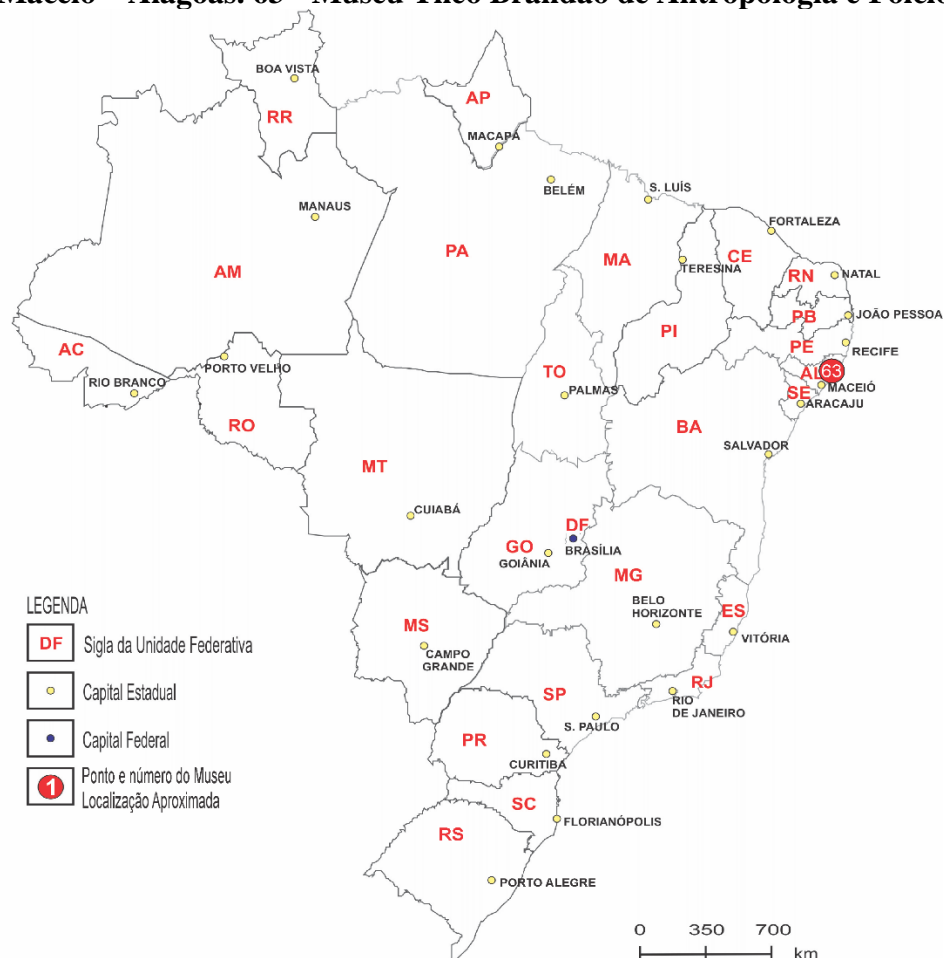 Maceió – Alagoas. 63 - Museu Théo Brandão de Antropologia e Folclo
BOA VISTA
RR
AP
MACAPÁ
BELÉM
S. LUÍS
MANAUS
FORTALEZA
PA
MA
CE
TERESINA
AM
RN
NATAL
PB
JOÃO PESSOA
PI
PE
RECIFE
AC
PORTO VELHO
TO
AL
63
MACEIÓ
RIO BRANCO
PALMAS
SE
ARACAJU
RO
BA
MT
SALVADOR
CUIABÁ
DF
GO
BRASÍLIA
GOIÂNIA
MG
BELO
HORIZONTE
ES
VITÓRIA
MS
CAMPO
GRANDE
RJ
RIO
DE JANEIRO
SP
S. PAULO
PR
CURITIBA
SC
FLORIANÓPOLIS
RS
PORTO ALEGRE
LEGENDA
DF Sigla da Unidade Federativa
Capital Estadual
Capital Federal
1 Ponto e número do Museu
Localização Aproximada
0 350 700
km